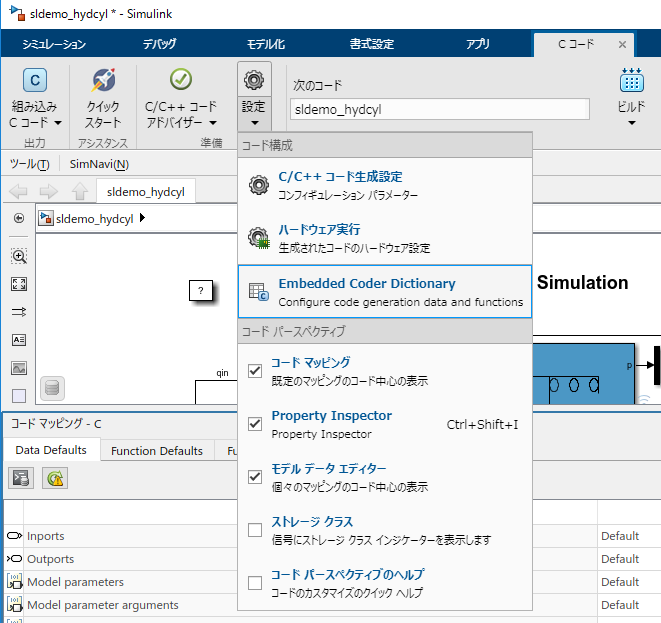 sldemo_hydcyl * - Simulink
シミュレーション デバッグ モデル化 書式設定 アプリ C コード ×
組み込み C コード
出力
クイック スタート
アシスタンス
C/C++ コード アドバイザー
準備
設定
次のコード
sldemo_hydcyl
ビルド
ツール(T) SimNavi(N)
sldemo_hydcyl
sldemo_hydcyl
コード構成
C/C++ コード生成設定
コンフィギュレーション パラメーター
ハードウェア実行
生成されたコードのハードウェア設定
Embedded Coder Dictionary
Configure code generation data and functions
コード パースペクティブ
コード マッピング
既定のマッピングのコード中心の表示
Property Inspector Ctrl+Shift+I
Property Inspector
モデル データ エディター
個々のマッピングのコード中心の表示
ストレージ クラス
信号にストレージ クラス インジケーターを表示します
コード パースペクティブのヘルプ
コードのカスタマイズのクイック ヘルプ
?
Simulation
qin
p
コード マッピング - C
Data Defaults Function Defaults Fu
Inports Default
Outports Default
Model parameters Default
Model parameter arguments Default